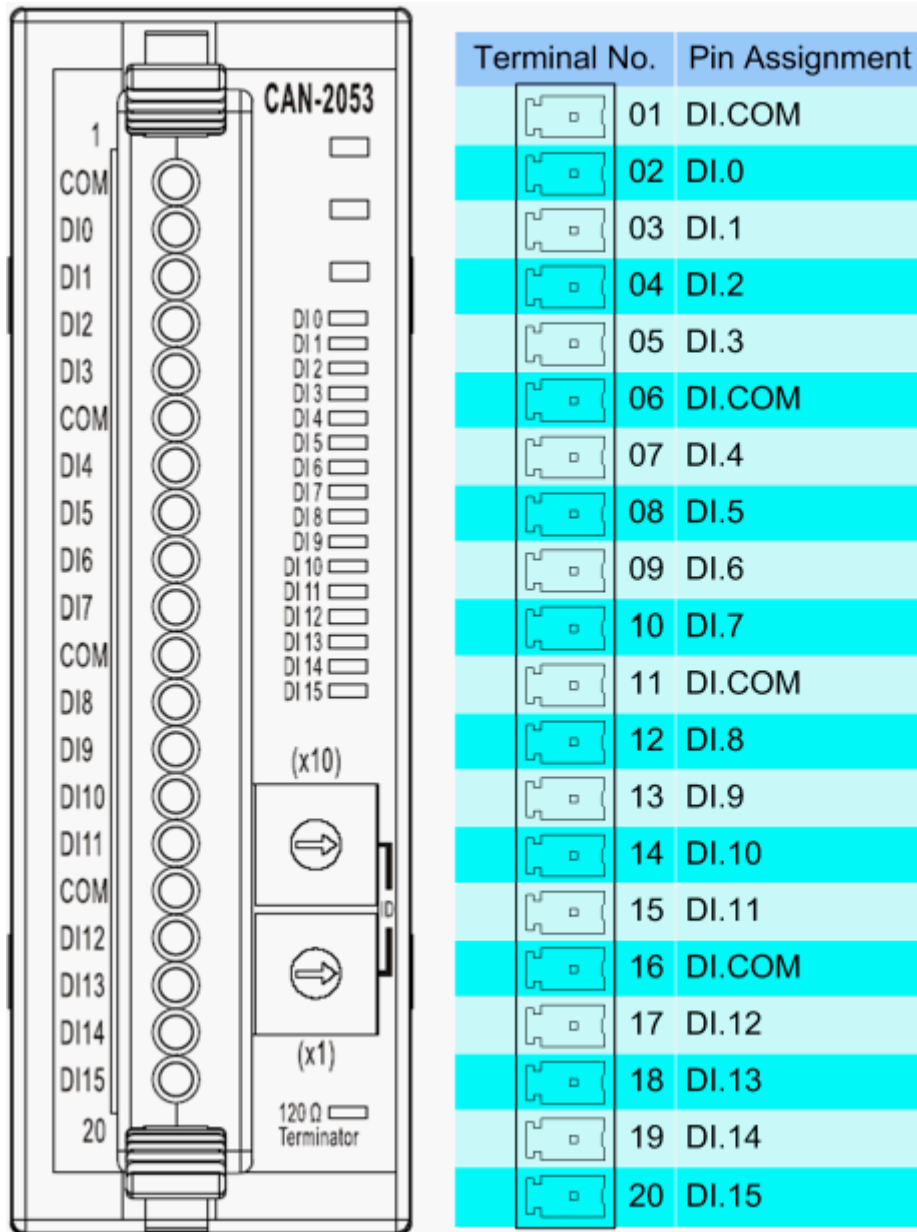 CAN-2053
1
COM
DI0
DI1
DI2
DI3
COM
DI4
DI5
DI6
DI7
COM
DI8
DI9
DI10
DI11
COM
DI12
DI13
DI14
DI15
20
DI 0
DI 1
DI 2
DI 3
DI 4
DI 5
DI 6
DI 7
DI 8
DI 9
DI 10
DI 11
DI 12
DI 13
DI 14
DI 15
(x10)
ID
(x1)
120 Ω
Terminator
Terminal No. Pin Assignment
01 DI.COM
02 DI.0
03 DI.1
04 DI.2
05 DI.3
06 DI.COM
07 DI.4
08 DI.5
09 DI.6
10 DI.7
11 DI.COM
12 DI.8
13 DI.9
14 DI.10
15 DI.11
16 DI.COM
17 DI.12
18 DI.13
19 DI.14
20 DI.15